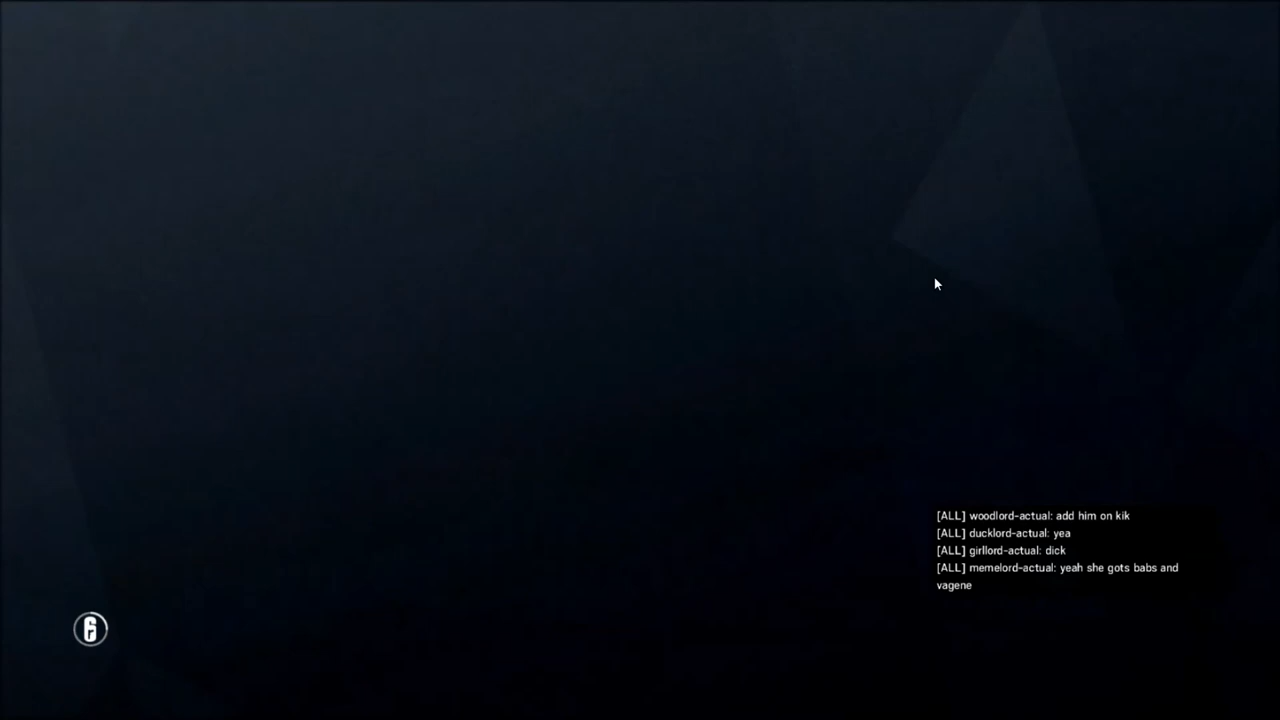 [ALL] woodlord-actual: add him on kik
[ALL] ducklord-actual: yea
[ALL] girllord-actual: dick
[ALL] memelord-actual: yeah she gots babs and
vagene
6